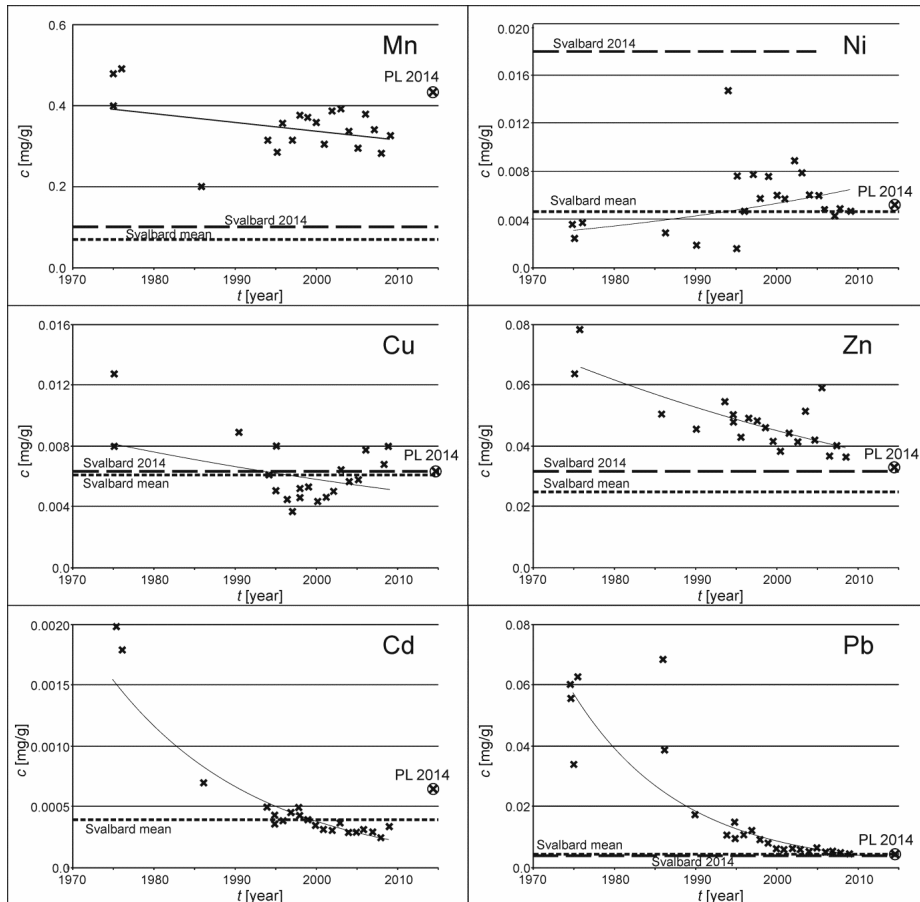 Mn
0.6
0.4
0.2
0.0
c [mg/g]
PL 2014
Svalbard 2014
Svalbard mean
1970 1980 1990 2000 2010
t [year]
Ni
0.020
0.016
0.012
0.008
0.004
0.0
c [mg/g]
Svalbard 2014
Svalbard mean
PL 2014
1970 1980 1990 2000 2010
t [year]
Cu
0.016
0.012
0.008
0.004
0.0
c [mg/g]
Svalbard 2014
Svalbard mean
PL 2014
1970 1980 1990 2000 2010
t [year]
Zn
0.08
0.06
0.04
0.02
0.0
c [mg/g]
Svalbard 2014
Svalbard mean
PL 2014
1970 1980 1990 2000 2010
t [year]
Cd
0.0020
0.0015
0.0010
0.0005
0.000
c [mg/g]
PL 2014
Svalbard mean
1970 1980 1990 2000 2010
t [year]
Pb
0.08
0.06
0.04
0.02
0.0
c [mg/g]
Svalbard mean
Svalbard 2014
PL 2014
1970 1980 1990 2000 2010
t [year]